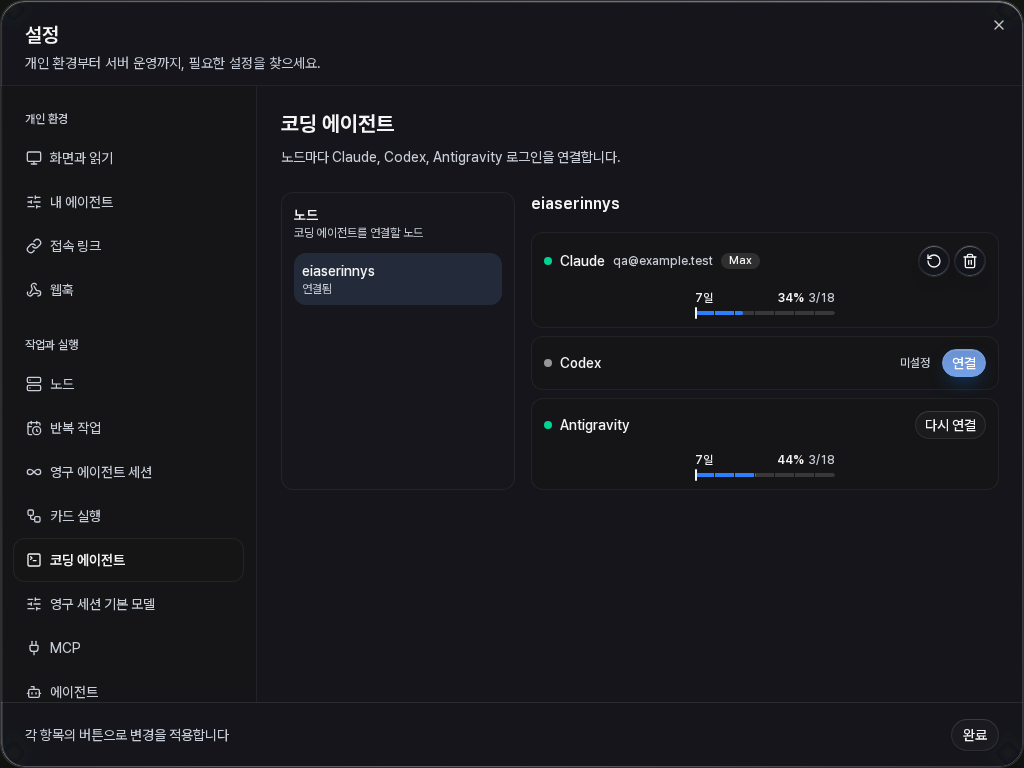 설정
개인 환경부터 서버 운영까지, 필요한 설정을 찾으세요.
개인 환경
화면과 읽기
내 에이전트
접속 링크
웹훅
작업과 실행
노드
반복 작업
영구 에이전트 세션
카드 실행
코딩 에이전트
영구 세션 기본 모델
MCP
에이전트
코딩 에이전트
노드마다 Claude, Codex, Antigravity 로그인을 연결합니다.
노드
코딩 에이전트를 연결할 노드
eiaserinnys
연결됨
eiaserinnys
Claude qa@example.test Max
7일 34% 3/18
Codex 미설정 연결
Antigravity 다시 연결
7일 44% 3/18
각 항목의 버튼으로 변경을 적용합니다
완료